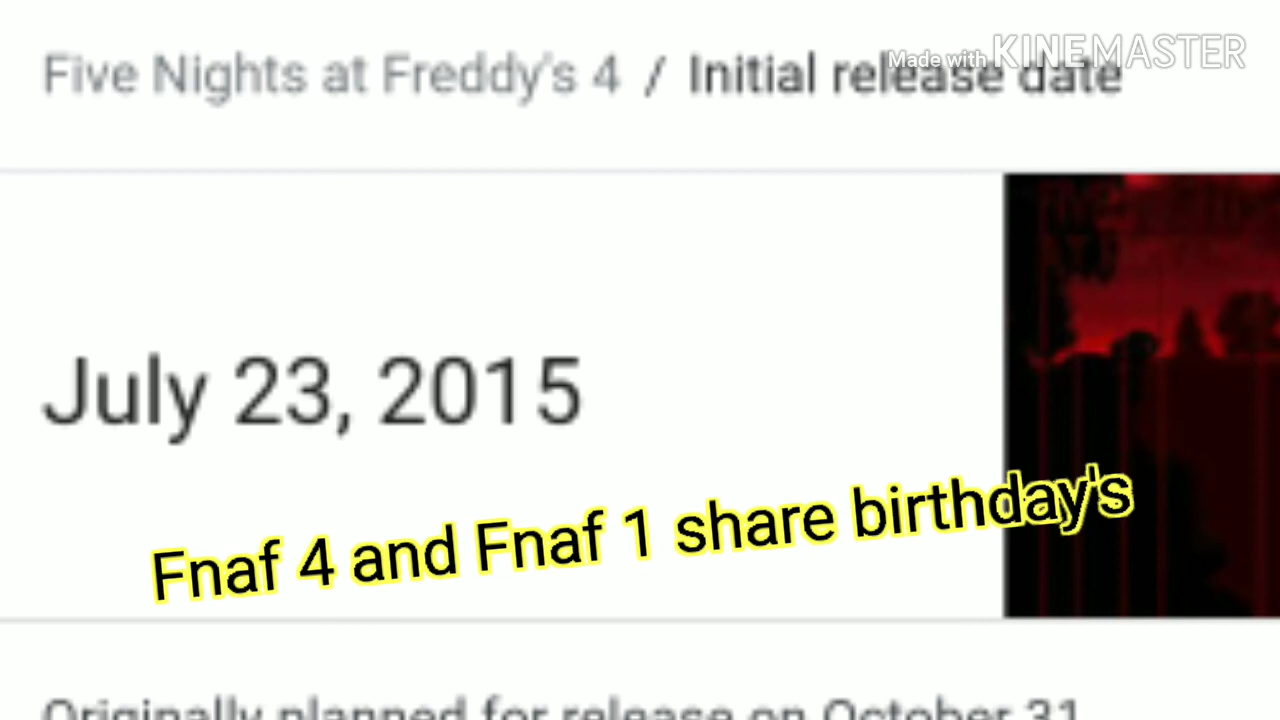 Made with KINEMASTER
Five Nights at Freddy's 4 / Initial release date
July 23, 2015
Fnaf 4 and Fnaf 1 share birthday's
Originally planned for release on October 31